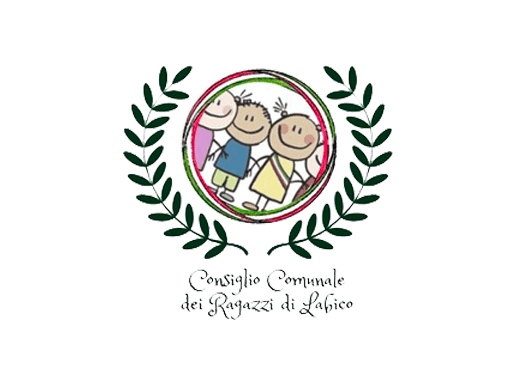 Consiglio Comunale
dei Ragazzi di Labico